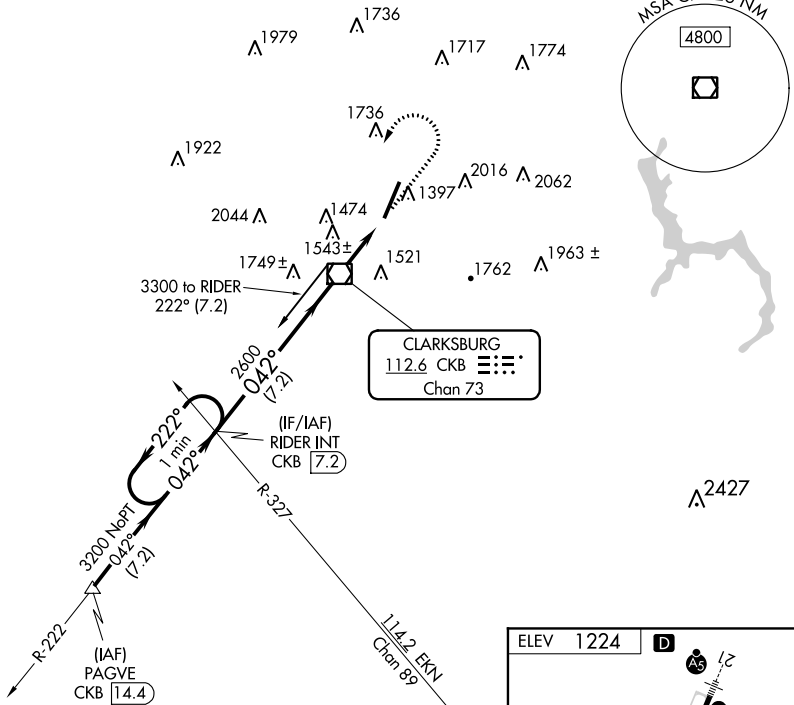 MSA CKB 25 NM
4800
1736
1979
1717
1774
1736
1922
1397
2016
2062
2044
1474
1543±
1749±
1521
1762
1963 ±
3300 to RIDER
222° (7.2)
CLARKSBURG
112.6 CKB
Chan 73
2600
042°
(7.2)
(IF/IAF)
RIDER INT
CKB 7.2
222°
1 min
042°
R-327
2427
3200 NoPT
042°
(7.2)
114.2 EKN
Chan 89
R-222
(IAF)
PAGVE
CKB 14.4
ELEV 1224 D
A5
21